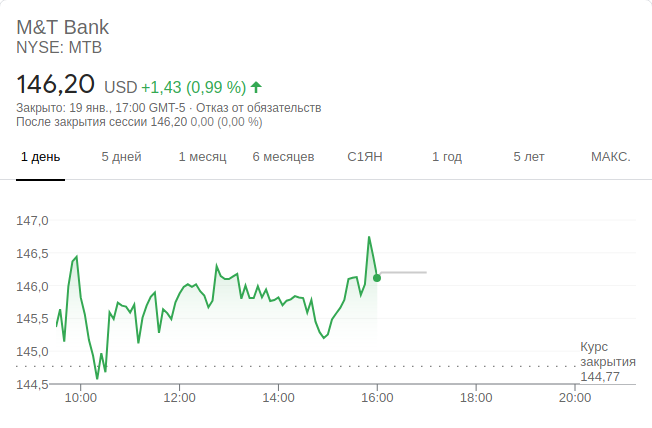 M&T Bank
NYSE: MTB
146,20 USD +1,43 (0,99 %)
Закрыто: 19 янв., 17:00 GMT-5 · Отказ от обязательств
После закрытия сессии 146,20 0,00 (0,00 %)
1 день 5 дней 1 месяц 6 месяцев С1ЯН 1 год 5 лет МАКС.
147,0
146,5
146,0
145,5
145,0
Курс
закрытия
144,77
144,5
10:00 12:00 14:00 16:00 18:00 20:00